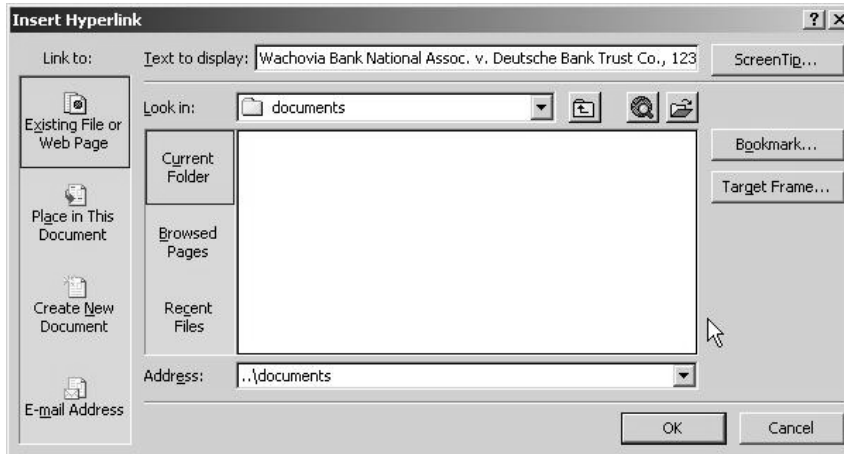 Insert Hyperlink
Link to:
Text to display: Wachovia Bank National Assoc. v. Deutsche Bank Trust Co., 123
ScreenTip...
Existing File or
Web Page
Place in This
Document
Create New
Document
E-mail Address
Look in: documents
Current
Folder
Browsed
Pages
Recent
Files
Address: ..\documents
Bookmark...
Target Frame...
OK
Cancel